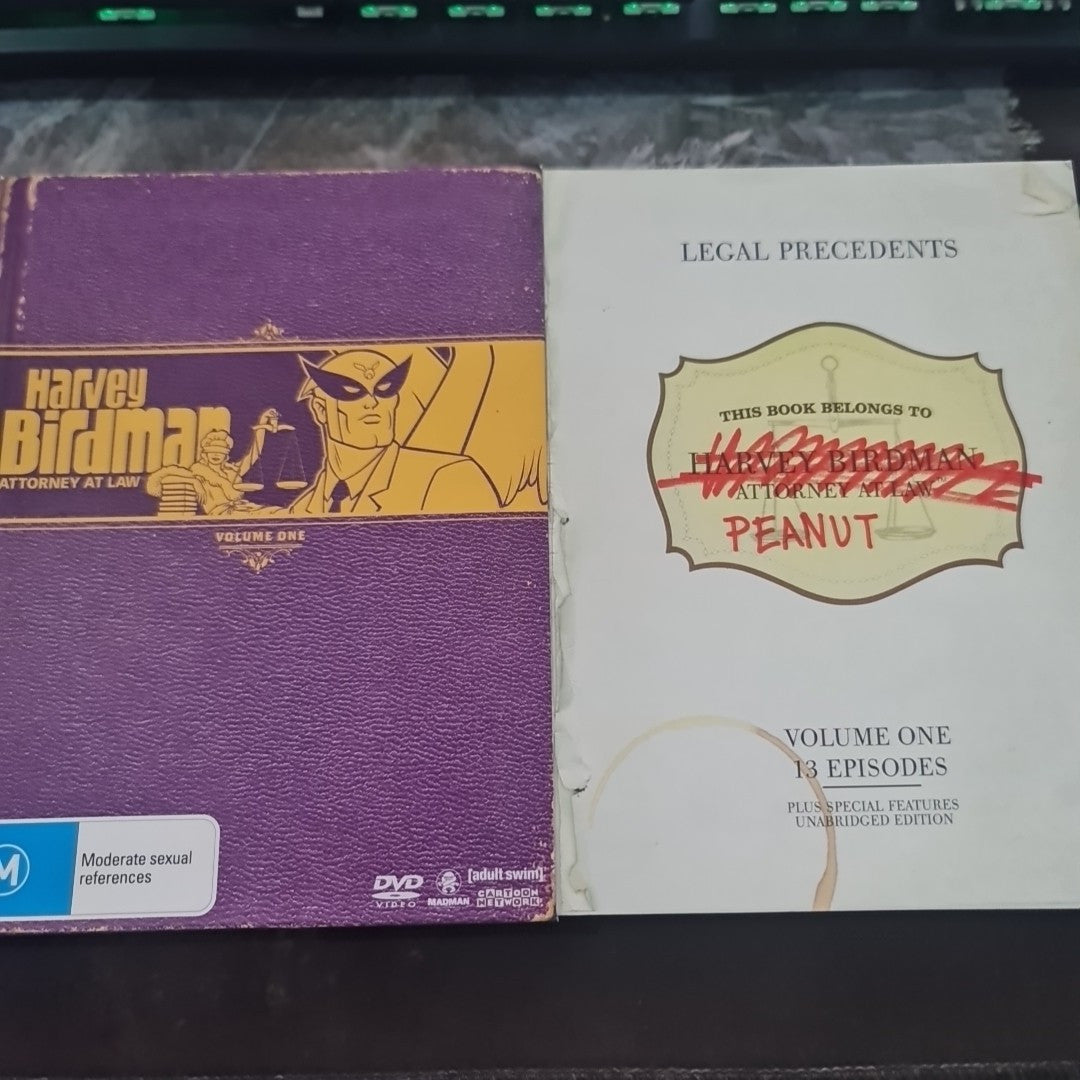 Harvey
Birdman
ATTORNEY AT LAW
VOLUME ONE
M
Moderate sexual
references
DVD
VIDEO
MADMAN
[adult swim]
CARTOON
NETWORK
LEGAL PRECEDENTS
THIS BOOK BELONGS TO
HARVEY BIRDMAN
ATTORNEY AT LAW
PEANUT
VOLUME ONE
13 EPISODES
PLUS SPECIAL FEATURES
UNABRIDGED EDITION